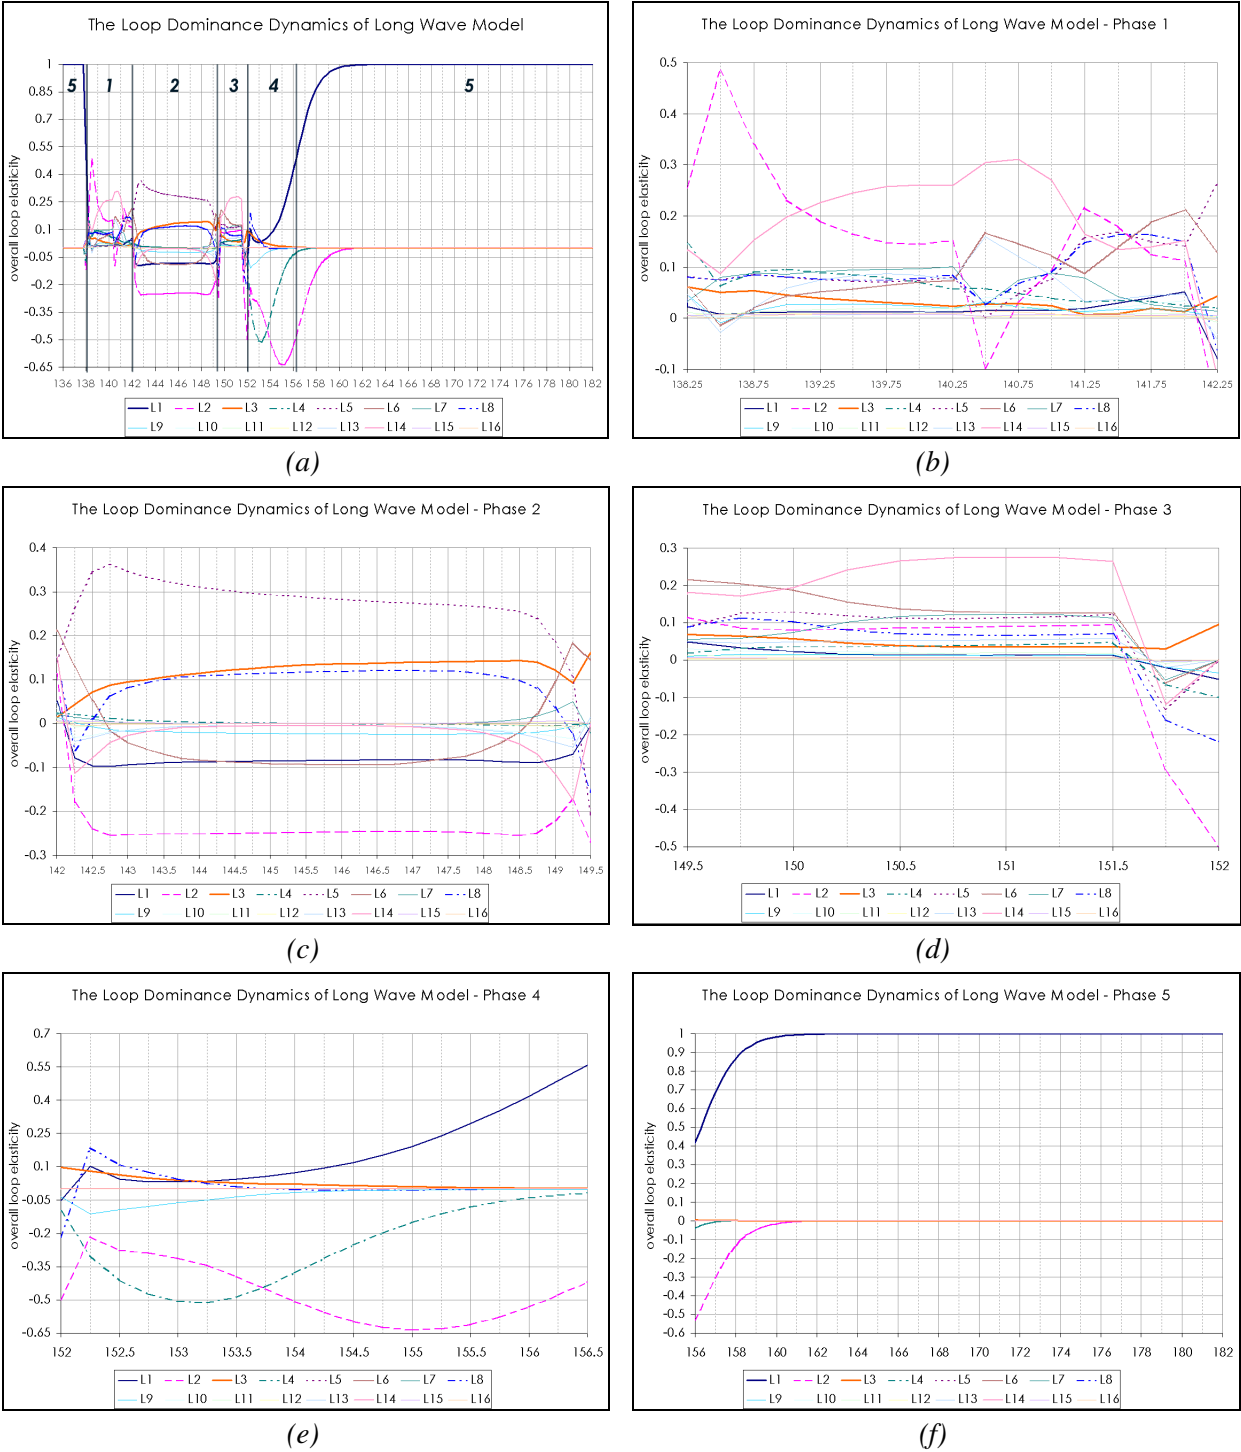 The Loop Dominance Dynamics of Long Wave Model
overall loop elasticity
1
0.85
0.7
0.55
0.4
0.25
0.1
-0.05
-0.2
-0.35
-0.5
-0.65
5 1 2 3 4 5
136 138 140 142 144 146 148 150 152 154 156 158 160 162 164 166 168 170 172 174 176 178 180 182
L1 L2 L3 L4 L5 L6 L7 L8
L9 L10 L11 L12 L13 L14 L15 L16
(a)
The Loop Dominance Dynamics of Long Wave Model - Phase 1
overall loop elasticity
0.5
0.4
0.3
0.2
0.1
0
-0.1
138.25 138.75 139.25 139.75 140.25 140.75 141.25 141.75 142.25
L1 L2 L3 L4 L5 L6 L7 L8
L9 L10 L11 L12 L13 L14 L15 L16
(b)
The Loop Dominance Dynamics of Long Wave Model - Phase 2
overall loop elasticity
0.4
0.3
0.2
0.1
0
-0.1
-0.2
-0.3
142 142.5 143 143.5 144 144.5 145 145.5 146 146.5 147 147.5 148 148.5 149 149.5
L1 L2 L3 L4 L5 L6 L7 L8
L9 L10 L11 L12 L13 L14 L15 L16
(c)
The Loop Dominance Dynamics of Long Wave Model - Phase 3
overall loop elasticity
0.3
0.2
0.1
0
-0.1
-0.2
-0.3
-0.4
-0.5
149.5 150 150.5 151 151.5 152
L1 L2 L3 L4 L5 L6 L7 L8
L9 L10 L11 L12 L13 L14 L15 L16
(d)
The Loop Dominance Dynamics of Long Wave Model - Phase 4
overall loop elasticity
0.7
0.55
0.4
0.25
0.1
-0.05
-0.2
-0.35
-0.5
-0.65
152 152.5 153 153.5 154 154.5 155 155.5 156 156.5
L1 L2 L3 L4 L5 L6 L7 L8
L9 L10 L11 L12 L13 L14 L15 L16
(e)
The Loop Dominance Dynamics of Long Wave Model - Phase 5
overall loop elasticity
1
0.9
0.8
0.7
0.6
0.5
0.4
0.3
0.2
0.1
0
-0.1
-0.2
-0.3
-0.4
-0.5
-0.6
156 158 160 162 164 166 168 170 172 174 176 178 180 182
L1 L2 L3 L4 L5 L6 L7 L8
L9 L10 L11 L12 L13 L14 L15 L16
(f)